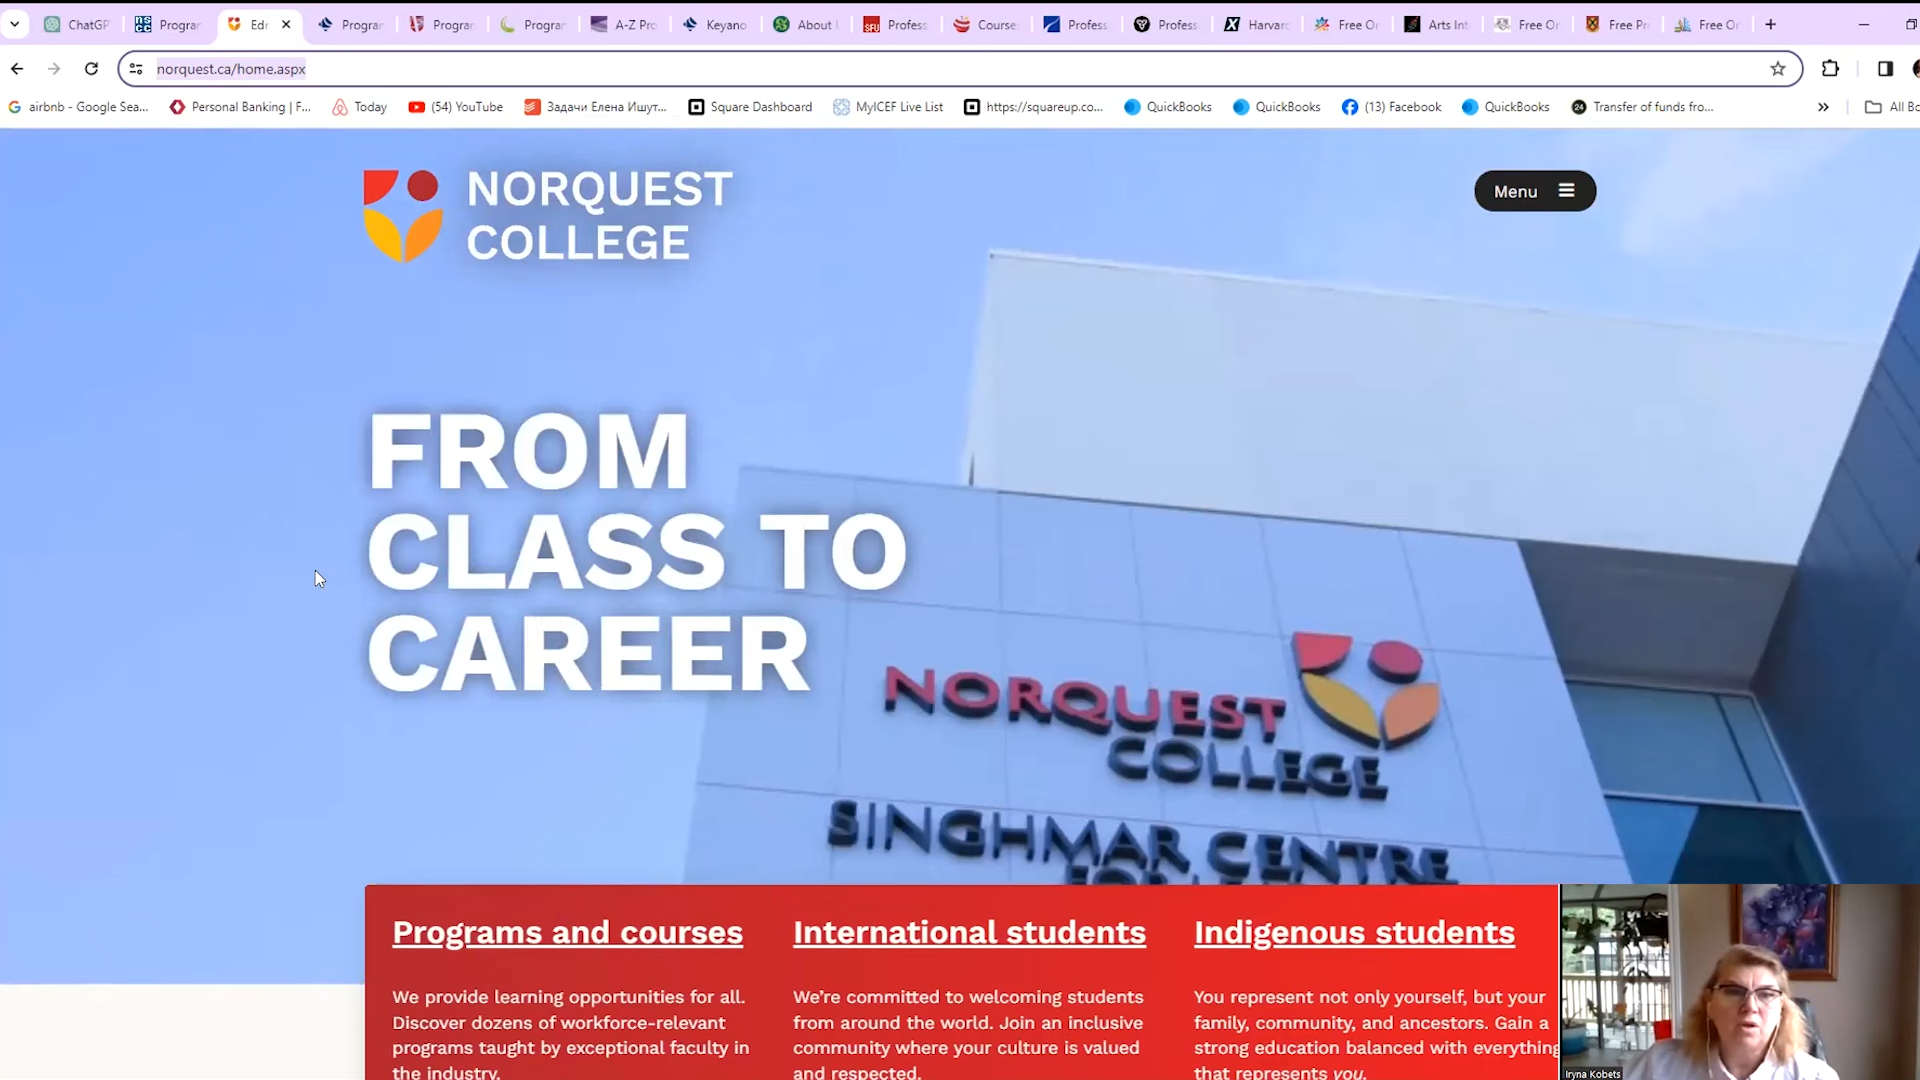 ChatGP
Progran
Edr
Progran
Progran
Progran
A-Z Pro
Keyano
About U
Profess
Course
Profess
Profess
Harvar
Free Or
Arts Int
Free Or
Free Pr
Free Or
norquest.ca/home.aspx
airbnb - Google Sea...
Personal Banking | F...
Today
(54) YouTube
Задачи Елена Ишут...
Square Dashboard
MyICEF Live List
https://squareup.co...
QuickBooks
QuickBooks
(13) Facebook
QuickBooks
Transfer of funds fro...
All Bo
NORQUEST
COLLEGE
Menu
FROM
CLASS TO
CAREER
NORQUEST
COLLEGE
SINGHMAR CENTRE
Programs and courses
We provide learning opportunities for all.
Discover dozens of workforce-relevant
programs taught by exceptional faculty in
the industry.
International students
We're committed to welcoming students
from around the world. Join an inclusive
community where your culture is valued
and respected.
Indigenous students
You represent not only yourself, but your
family, community, and ancestors. Gain a
strong education balanced with everything
that represents you.
Iryna Kobets